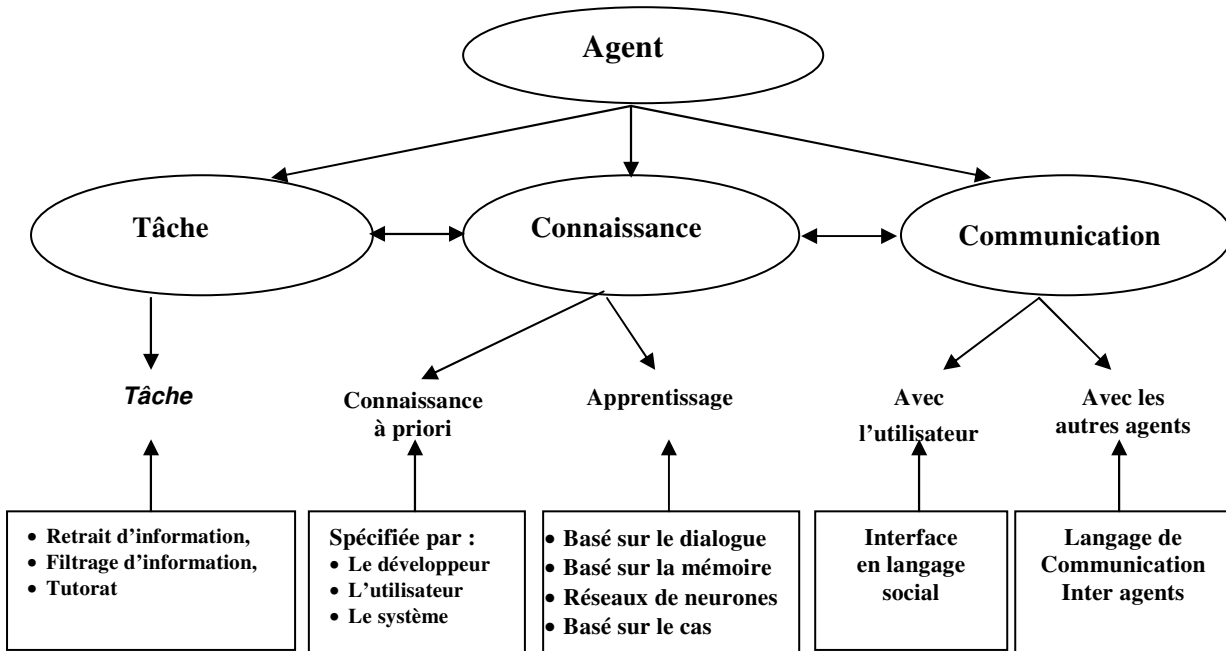 Agent
Tâche
Connaissance
Communication
Tâche
Connaissance
à priori
Apprentissage
Avec
l’utilisateur
Avec les
autres agents
• Retrait d’information,
• Filtrage d’information,
• Tutorat
Spécifiée par :
• Le développeur
• L’utilisateur
• Le système
• Basé sur le dialogue
• Basé sur la mémoire
• Réseaux de neurones
• Basé sur le cas
Interface
en langage
social
Langage de
Communication
Inter agents